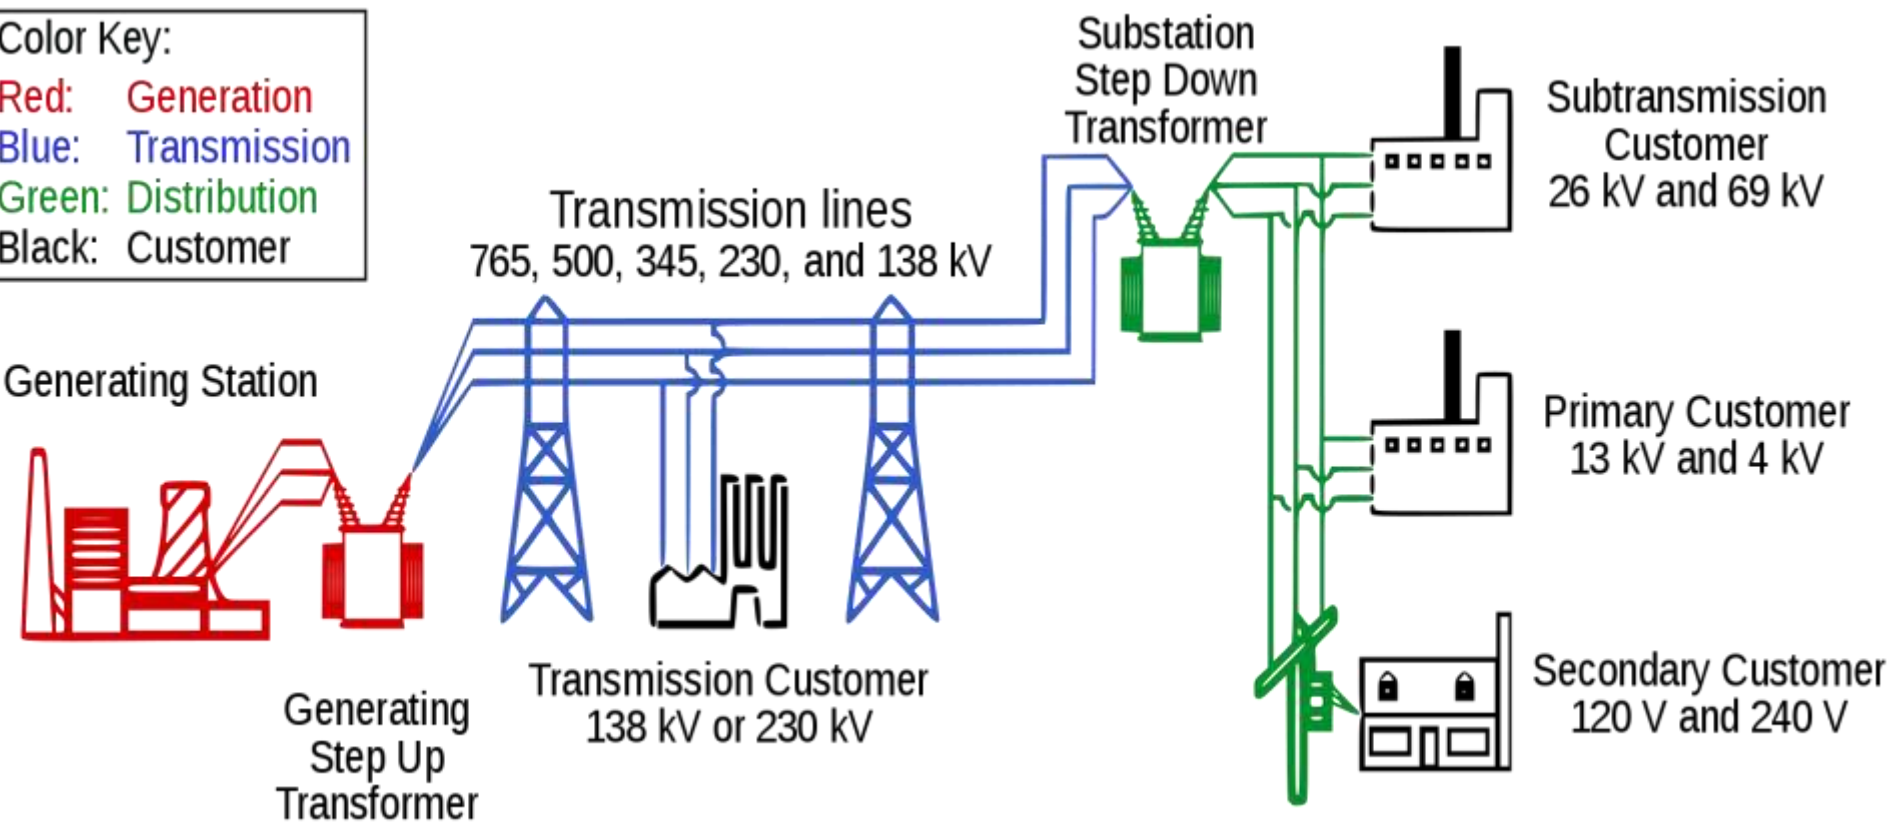 Color Key:
Red: Generation
Blue: Transmission
Green: Distribution
Black: Customer
Generating Station
Generating
Step Up
Transformer
Transmission lines
765, 500, 345, 230, and 138 kV
Transmission Customer
138 kV or 230 kV
Substation
Step Down
Transformer
Subtransmission
Customer
26 kV and 69 kV
Primary Customer
13 kV and 4 kV
Secondary Customer
120 V and 240 V